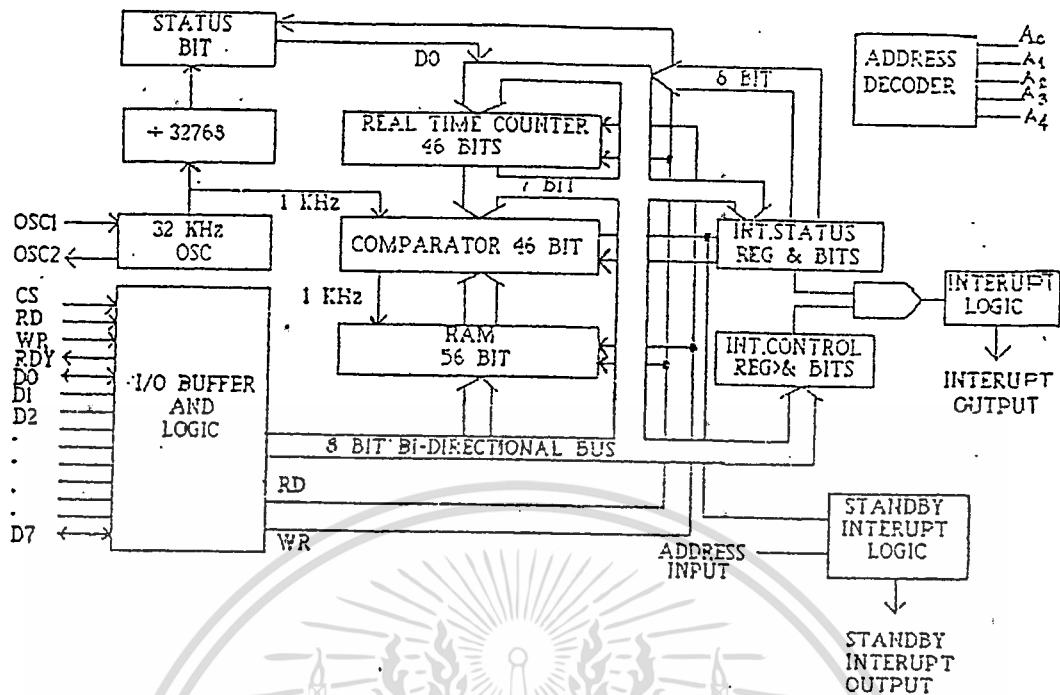 STATUS
BIT
D0
6 BIT
ADDRESS
DECODER
A1
A2
A3
A4
÷ 32768
REAL TIME COUNTER
46 BITS
7 BIT
1 KHz
OSC1
OSC2
32 KHz
OSC
COMPARATOR 46 BIT
INT.STATUS
REG & BITS
1 KHz
CS
RD
WR
RDY
D0
D1
D2
D7
I/O BUFFER
AND
LOGIC
RAM
56 BIT
INT.CONTROL
REG>& BITS
INTERUPT
LOGIC
INTERUPT
OUTPUT
8 BIT Bi-DIRECTIONAL BUS
RD
WR
ADDRESS
INPUT
STANDBY
INTERUPT
LOGIC
STANDBY
INTERUPT
OUTPUT